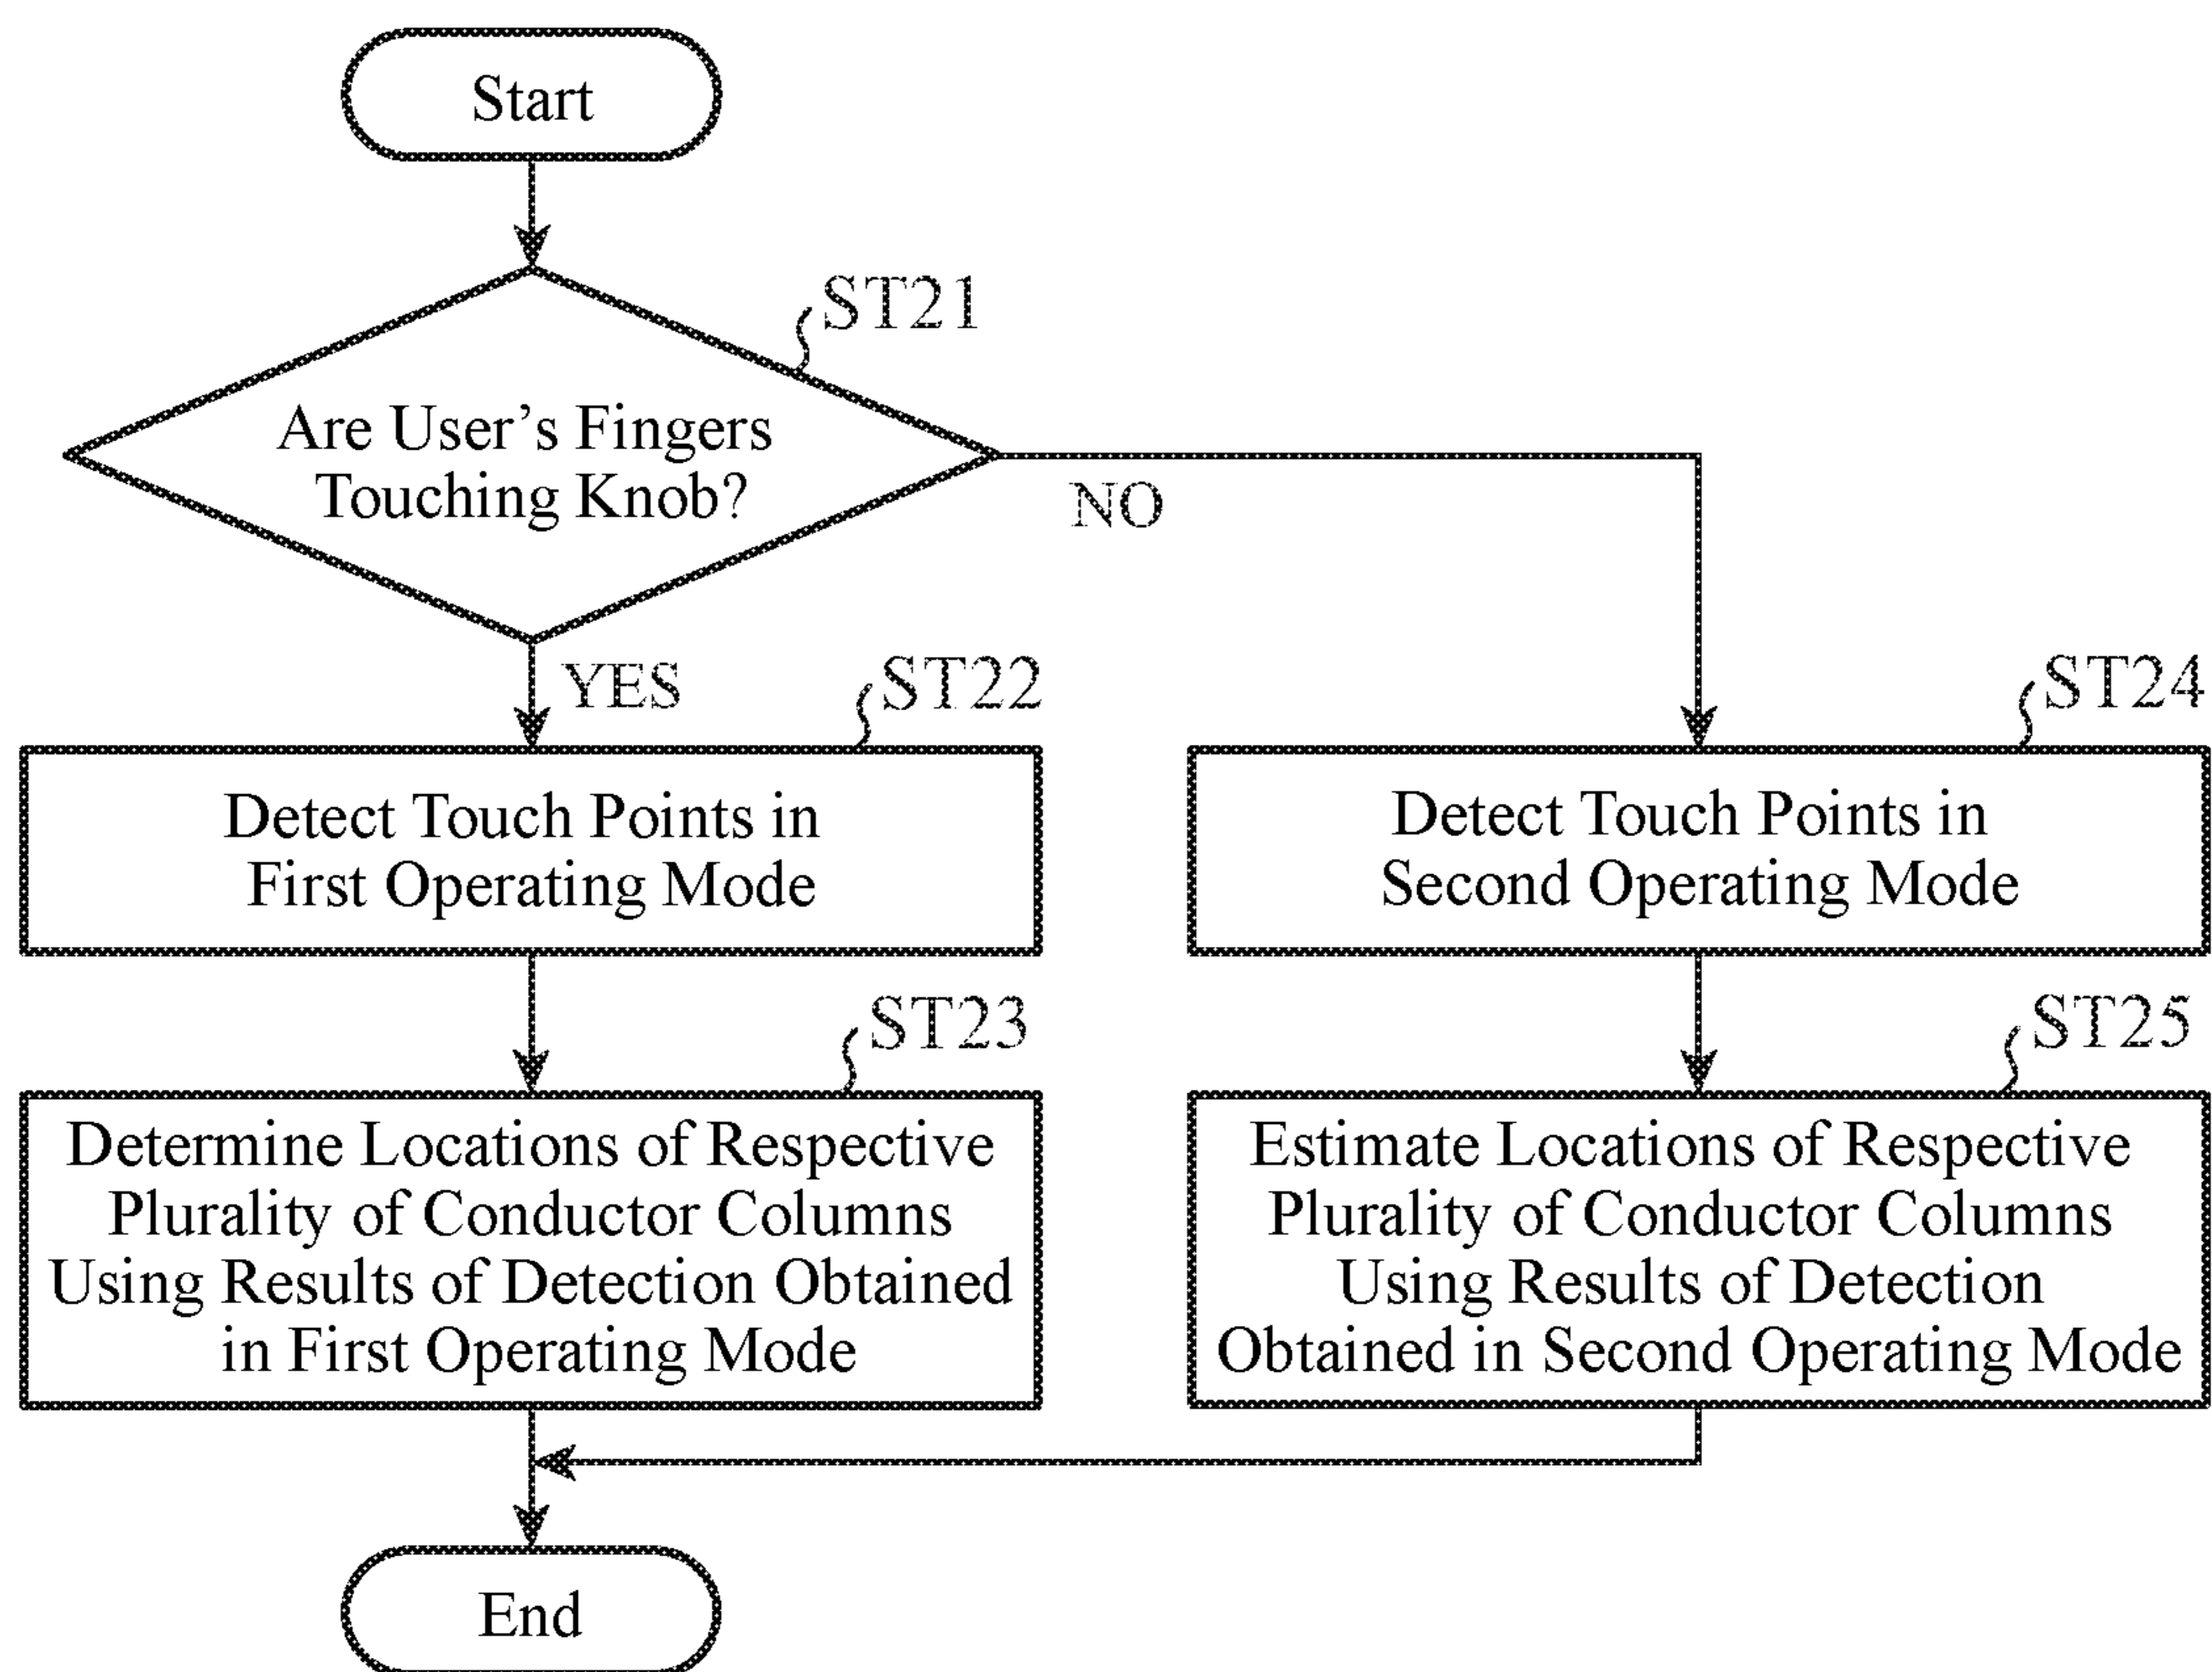 Start
ST21
Are User's Fingers
Touching Knob?
NO
YES
ST22
Detect Touch Points in
First Operating Mode
ST24
Detect Touch Points in
Second Operating Mode
ST23
Determine Locations of Respective
Plurality of Conductor Columns
Using Results of Detection Obtained
in First Operating Mode
ST25
Estimate Locations of Respective
Plurality of Conductor Columns
Using Results of Detection
Obtained in Second Operating Mode
End